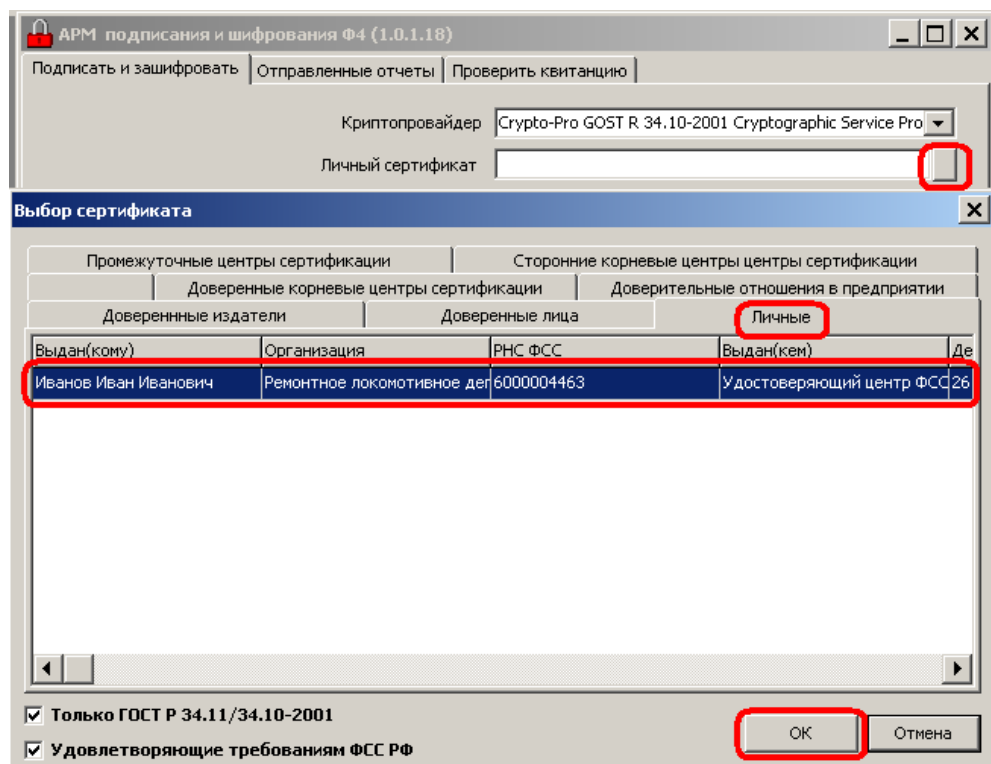 АРМ подписания и шифрования Ф4 (1.0.1.18)
Подписать и зашифровать Отправленные отчеты Проверить квитанцию
Криптопровайдер Crypto-Pro GOST R 34.10-2001 Cryptographic Service Pro
Личный сертификат
Выбор сертификата
Промежуточные центры сертификации Сторонние корневые центры центры сертификации
Доверенные корневые центры сертификации Доверительные отношения в предприятии
Довереннные издатели Доверенные лица Личные
Выдан(кому) Организация РНС ФСС Выдан(кем) Де
Иванов Иван Иванович Ремонтное локомотивное деп 6000004463 Удостоверяющий центр ФСС 26
Только ГОСТ Р 34.11/34.10-2001
ОК Отмена
Удовлетворяющие требованиям ФСС РФ